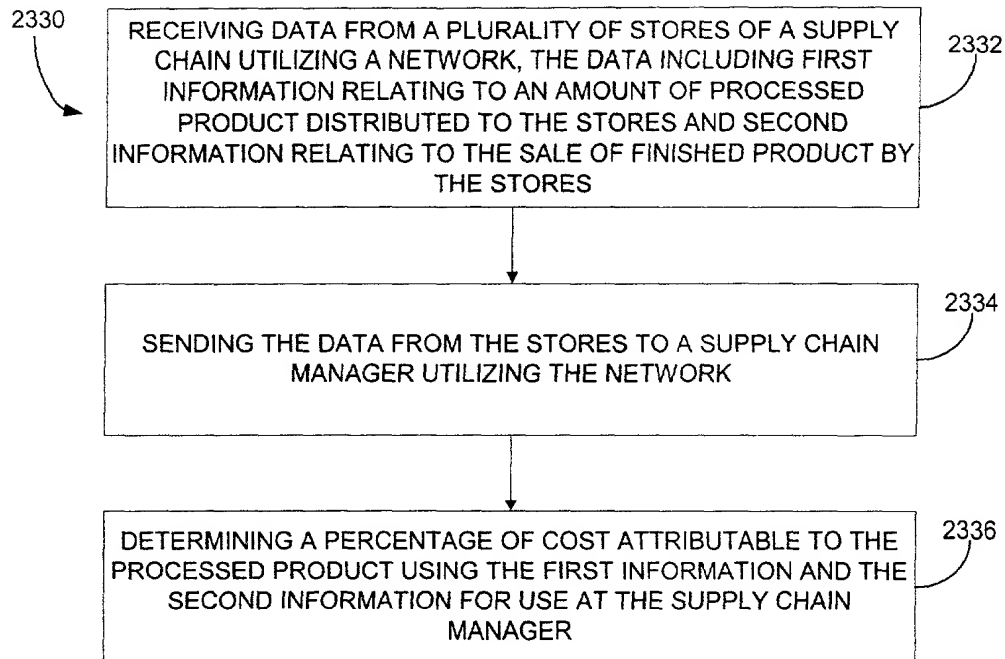 2330
RECEIVING DATA FROM A PLURALITY OF STORES OF A SUPPLY
CHAIN UTILIZING A NETWORK, THE DATA INCLUDING FIRST
INFORMATION RELATING TO AN AMOUNT OF PROCESSED
PRODUCT DISTRIBUTED TO THE STORES AND SECOND
INFORMATION RELATING TO THE SALE OF FINISHED PRODUCT BY
THE STORES
2332
SENDING THE DATA FROM THE STORES TO A SUPPLY CHAIN
MANAGER UTILIZING THE NETWORK
2334
DETERMINING A PERCENTAGE OF COST ATTRIBUTABLE TO THE
PROCESSED PRODUCT USING THE FIRST INFORMATION AND THE
SECOND INFORMATION FOR USE AT THE SUPPLY CHAIN
MANAGER
2336